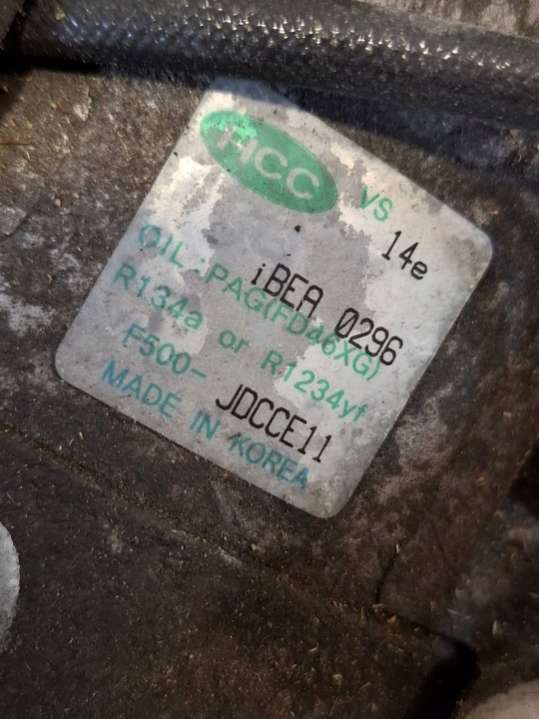 HCC VS 14e
iBEA 0296
OIL : PAG(FD46XG)
R134a or R1234yf
F500- JDCCE11
MADE IN KOREA